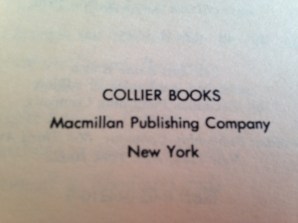 COLLIER BOOKS
Macmillan Publishing Company
New York